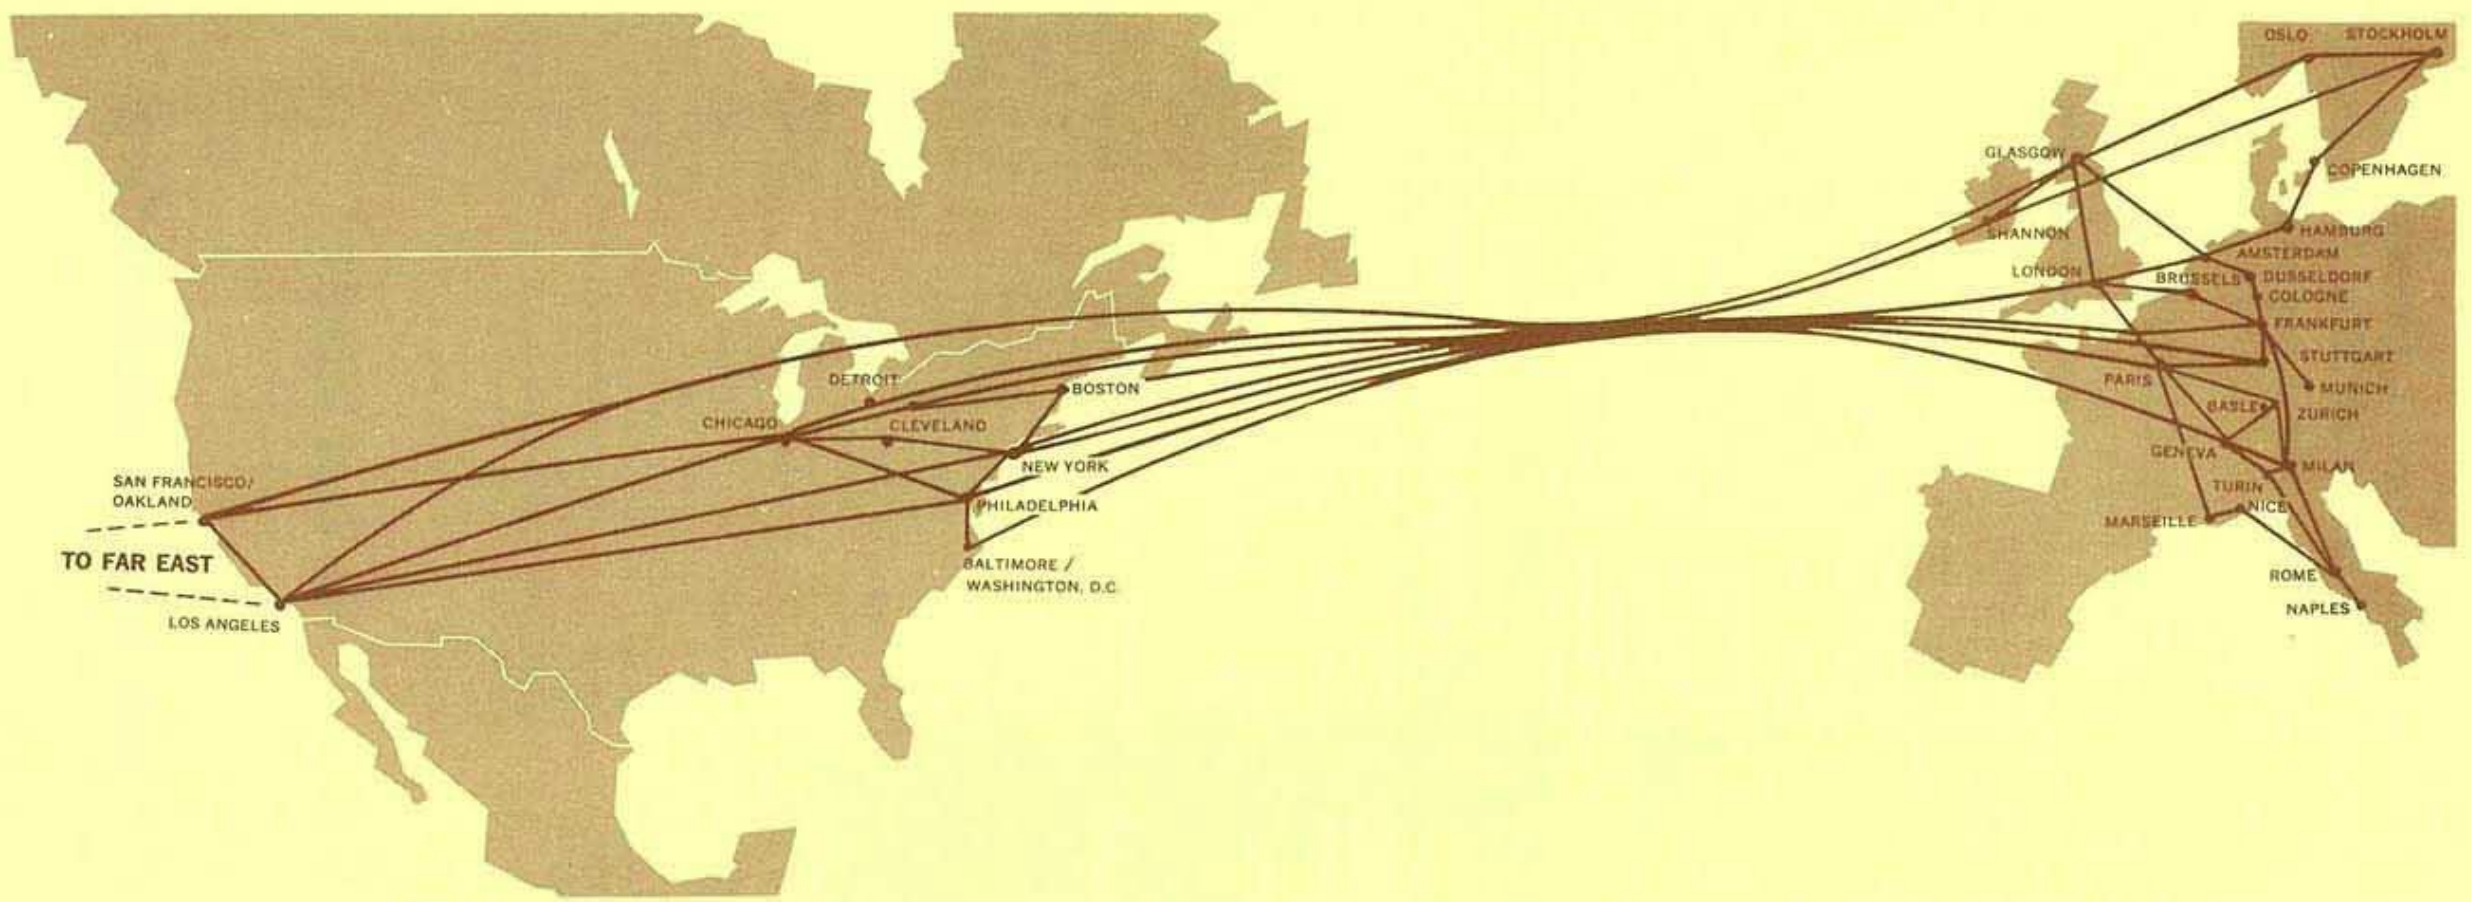 OSLO
STOCKHOLM
GLASGOW
COPENHAGEN
SHANNON
HAMBURG
AMSTERDAM
LONDON
BRUSSELS
DUSSELDORF
COLOGNE
FRANKFURT
STUTTGART
PARIS
MUNICH
BASLE
ZURICH
GENEVA
MILAN
TURIN
NICE
MARSEILLE
ROME
NAPLES
DETROIT
BOSTON
CHICAGO
CLEVELAND
NEW YORK
SAN FRANCISCO/
OAKLAND
PHILADELPHIA
TO FAR EAST
BALTIMORE /
WASHINGTON, D.C.
LOS ANGELES